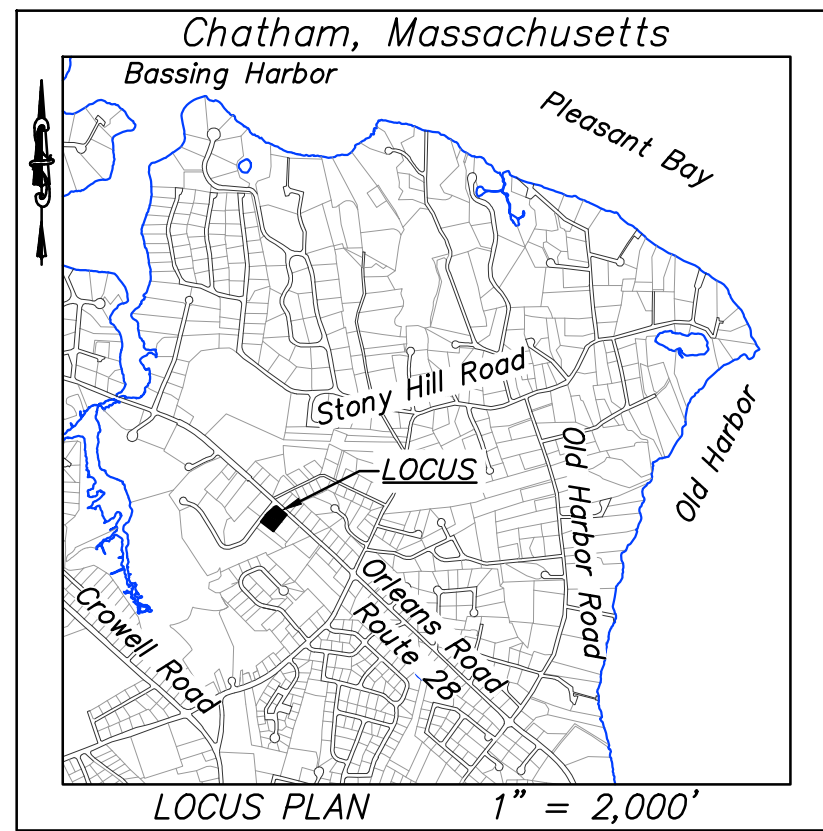 Chatham, Massachusetts
Bassing Harbor
Pleasant Bay
Stony Hill Road
Old Harbor
LOCUS
Old Harbor Road
Orleans Road
Route 28
Crowell Road
LOCUS PLAN 1" = 2,000'